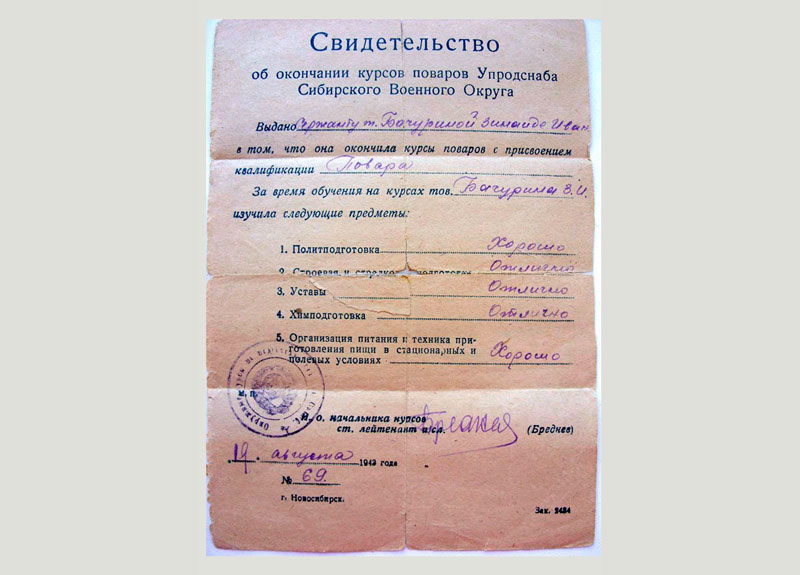 Свидетельство
об окончании курсов поваров Упродснаба
Сибирского Военного Округа
Выдано Сержанту т. Бачуриной Зинаиде Иван.
в том, что она окончила курсы поваров с присвоением
квалификации Повара
За время обучения на курсах тов. Бачурина З.И.
изучила следующие предметы:
1. Политподготовка Хорошо
2. Строевая и стрелко подготовка Отлично
3. Уставы Отлично
4. Химподготовка Отлично
5. Организация питания и техника при-
готовления пищи в стационарных и
полевых условиях Хорошо
М. П.
И. о. начальника курсов
ст. лейтенант и/сл. (Бреднев)
19 августа 1943 года
№ 69.
г. Новосибирск.
Зак. 2434